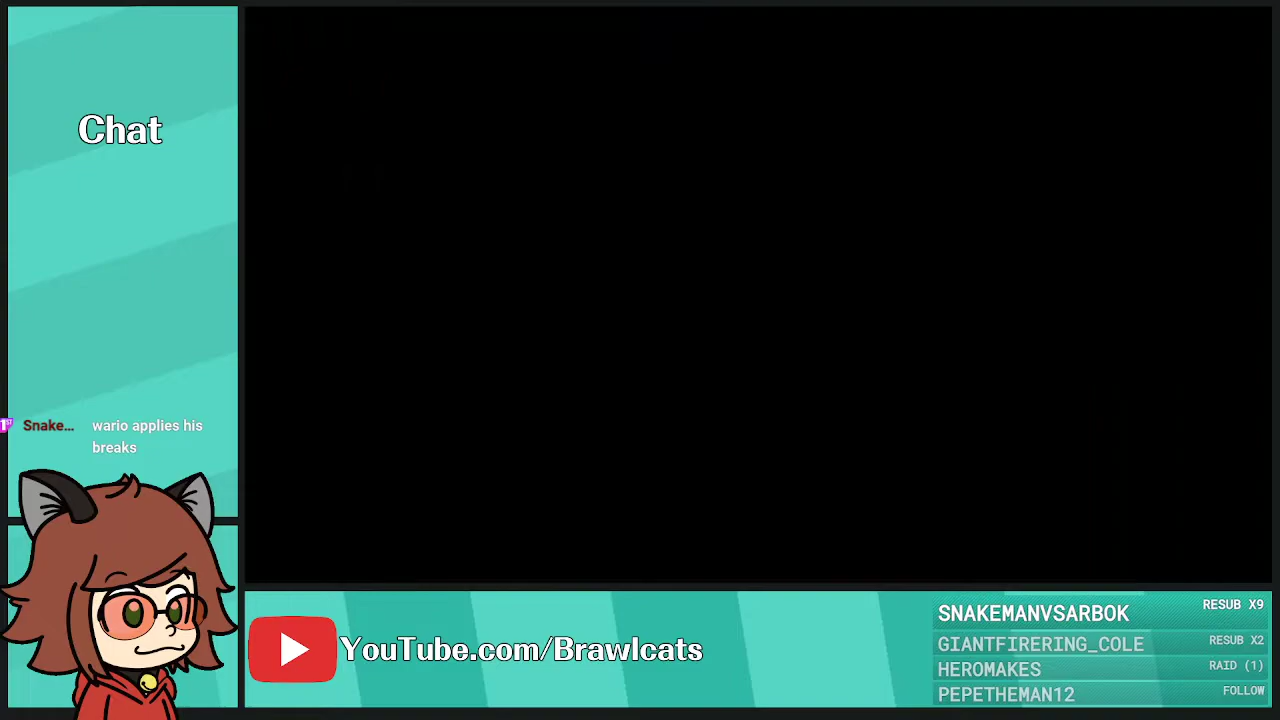 Chat
1ST Snake... wario applies his
breaks
YouTube.com/Brawlcats
SNAKEMANVSARBOK RESUB X9
GIANTFIRERING_COLE RESUB X2
HEROMAKES RAID (1)
PEPETHEMAN12 FOLLOW